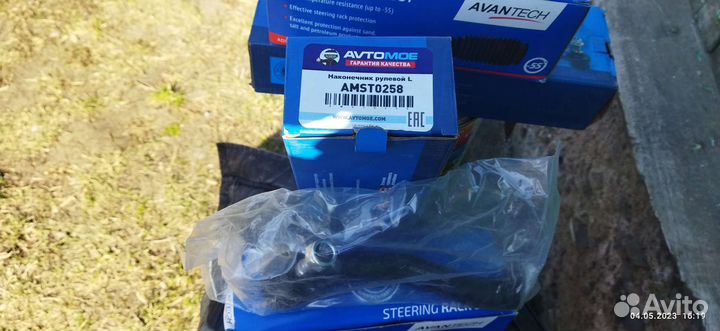 temperature resistance (up to -55)
Effective steering rack protection
Excellent protection against sand,
salt and petroleum
AVANTECH
-55
AVTOMOE
ГАРАНТИЯ КАЧЕСТВА
Наконечник рулевой L
AMST0258
WWW.AVTOMOE.COM
EAC
STEERING RACK
AVANTECH
Avito
04.05.2023 16:19